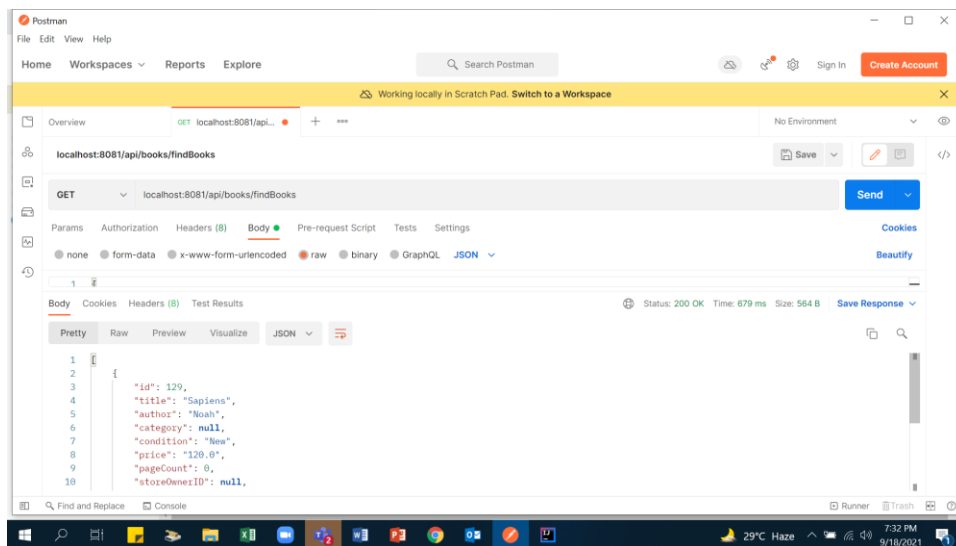 Postman
File Edit View Help
Home Workspaces Reports Explore Search Postman Sign In Create Account
Working locally in Scratch Pad. Switch to a Workspace
Overview GET localhost:8081/api... No Environment
localhost:8081/api/books/findBooks Save
GET localhost:8081/api/books/findBooks Send
Params Authorization Headers (8) Body Pre-request Script Tests Settings Cookies
none form-data x-www-form-urlencoded raw binary GraphQL JSON Beautify
1 {
Body Cookies Headers (8) Test Results Status: 200 OK Time: 679 ms Size: 564 B Save Response
Pretty Raw Preview Visualize JSON
1 [
2 {
3 "id": 129,
4 "title": "Sapiens",
5 "author": "Noah",
6 "category": null,
7 "condition": "New",
8 "price": "120.0",
9 "pageCount": 0,
10 "storeOwnerID": null,
Find and Replace Console Runner Trash
29°C Haze 7:32 PM
9/18/2021